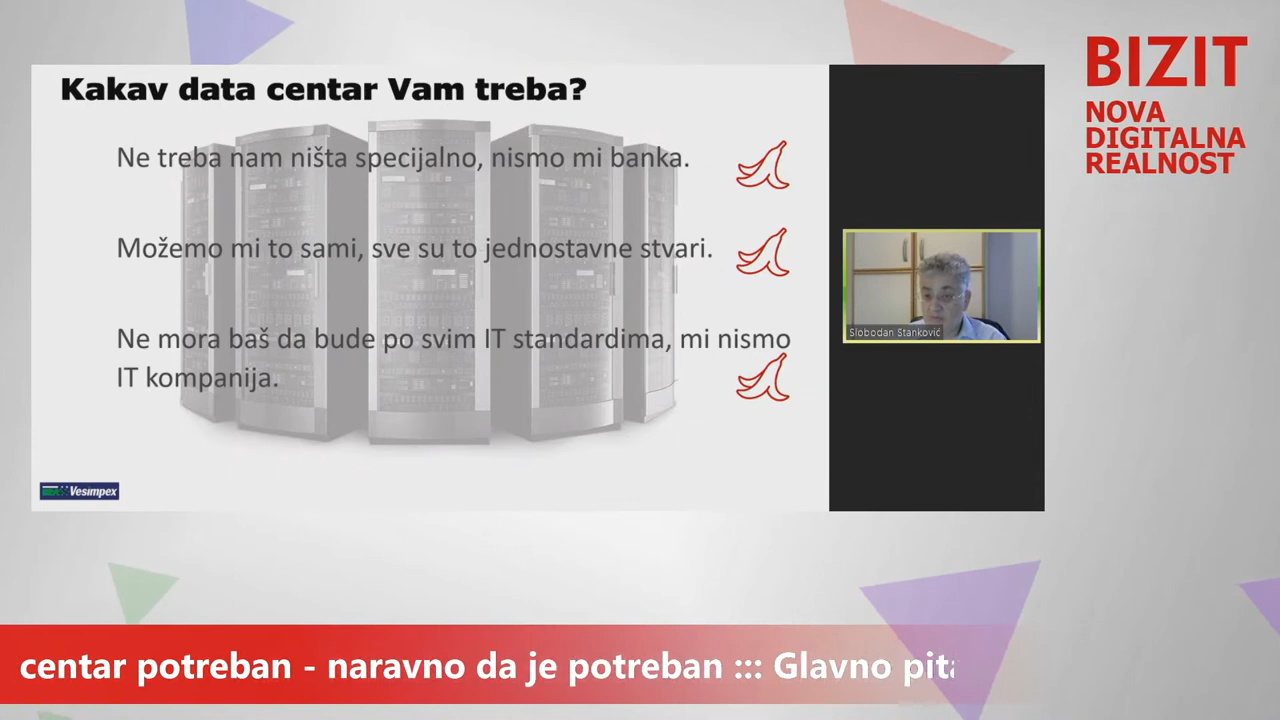 Kakav data centar Vam treba?
Ne treba nam ništa specijalno, nismo mi banka.
Možemo mi to sami, sve su to jednostavne stvari.
Ne mora baš da bude po svim IT standardima, mi nismo
IT kompanija.
Vesimpex
Slobodan Stanković
BIZIT
NOVA
DIGITALNA
REALNOST
centar potreban - naravno da je potreban ::: Glavno pita